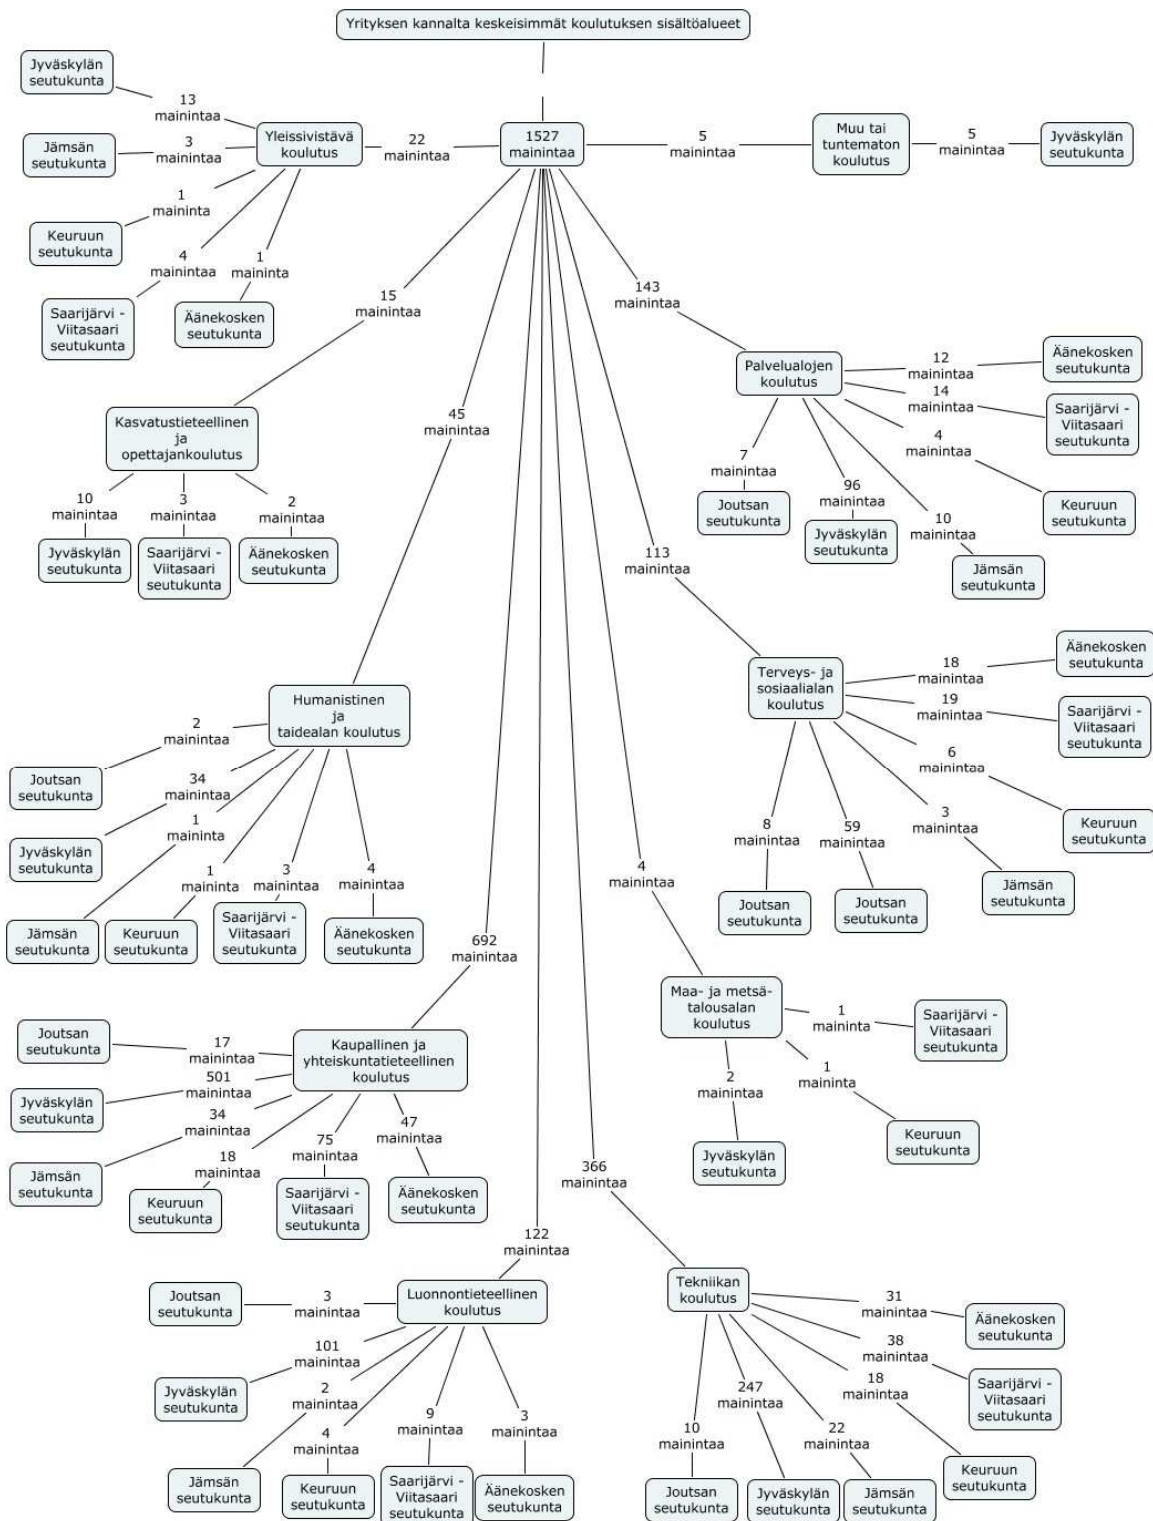 Yrityksen kannalta keskeisimmät koulutuksen sisältöalueet
1527
mainintaa
22
mainintaa
Yleissivistävä
koulutus
13
mainintaa
Jyväskylän
seutukunta
3
mainintaa
Jämsän
seutukunta
1
maininta
Keuruun
seutukunta
4
mainintaa
Saarijärvi -
Viitasaari
seutukunta
1
maininta
Äänekosken
seutukunta
5
mainintaa
Muu tai
tuntematon
koulutus
5
mainintaa
Jyväskylän
seutukunta
15
mainintaa
Kasvatustieteellinen
ja
opettajankoulutus
10
mainintaa
Jyväskylän
seutukunta
3
mainintaa
Saarijärvi -
Viitasaari
seutukunta
2
mainintaa
Äänekosken
seutukunta
143
mainintaa
Palvelualojen
koulutus
12
mainintaa
Äänekosken
seutukunta
14
mainintaa
Saarijärvi -
Viitasaari
seutukunta
4
mainintaa
Keuruun
seutukunta
10
mainintaa
Jämsän
seutukunta
96
mainintaa
Jyväskylän
seutukunta
7
mainintaa
Joutsan
seutukunta
45
mainintaa
Humanistinen
ja
taidealan koulutus
2
mainintaa
Joutsan
seutukunta
34
mainintaa
Jyväskylän
seutukunta
1
maininta
Jämsän
seutukunta
1
maininta
Keuruun
seutukunta
3
mainintaa
Saarijärvi -
Viitasaari
seutukunta
4
mainintaa
Äänekosken
seutukunta
113
mainintaa
Terveys- ja
sosiaalialan
koulutus
18
mainintaa
Äänekosken
seutukunta
19
mainintaa
Saarijärvi -
Viitasaari
seutukunta
6
mainintaa
Keuruun
seutukunta
3
mainintaa
Jämsän
seutukunta
59
mainintaa
Joutsan
seutukunta
8
mainintaa
Joutsan
seutukunta
692
mainintaa
Kaupallinen ja
yhteiskuntatieteellinen
koulutus
17
mainintaa
Joutsan
seutukunta
501
mainintaa
Jyväskylän
seutukunta
34
mainintaa
Jämsän
seutukunta
18
mainintaa
Keuruun
seutukunta
75
mainintaa
Saarijärvi -
Viitasaari
seutukunta
47
mainintaa
Äänekosken
seutukunta
4
mainintaa
Maa- ja metsä-
talousalan
koulutus
1
maininta
Saarijärvi -
Viitasaari
seutukunta
1
maininta
Keuruun
seutukunta
2
mainintaa
Jyväskylän
seutukunta
122
mainintaa
Luonnontieteellinen
koulutus
3
mainintaa
Joutsan
seutukunta
101
mainintaa
Jyväskylän
seutukunta
2
mainintaa
Jämsän
seutukunta
4
mainintaa
Keuruun
seutukunta
9
mainintaa
Saarijärvi -
Viitasaari
seutukunta
3
mainintaa
Äänekosken
seutukunta
366
mainintaa
Tekniikan
koulutus
31
mainintaa
Äänekosken
seutukunta
38
mainintaa
Saarijärvi -
Viitasaari
seutukunta
18
mainintaa
Keuruun
seutukunta
22
mainintaa
Jämsän
seutukunta
247
mainintaa
Jyväskylän
seutukunta
10
mainintaa
Joutsan
seutukunta